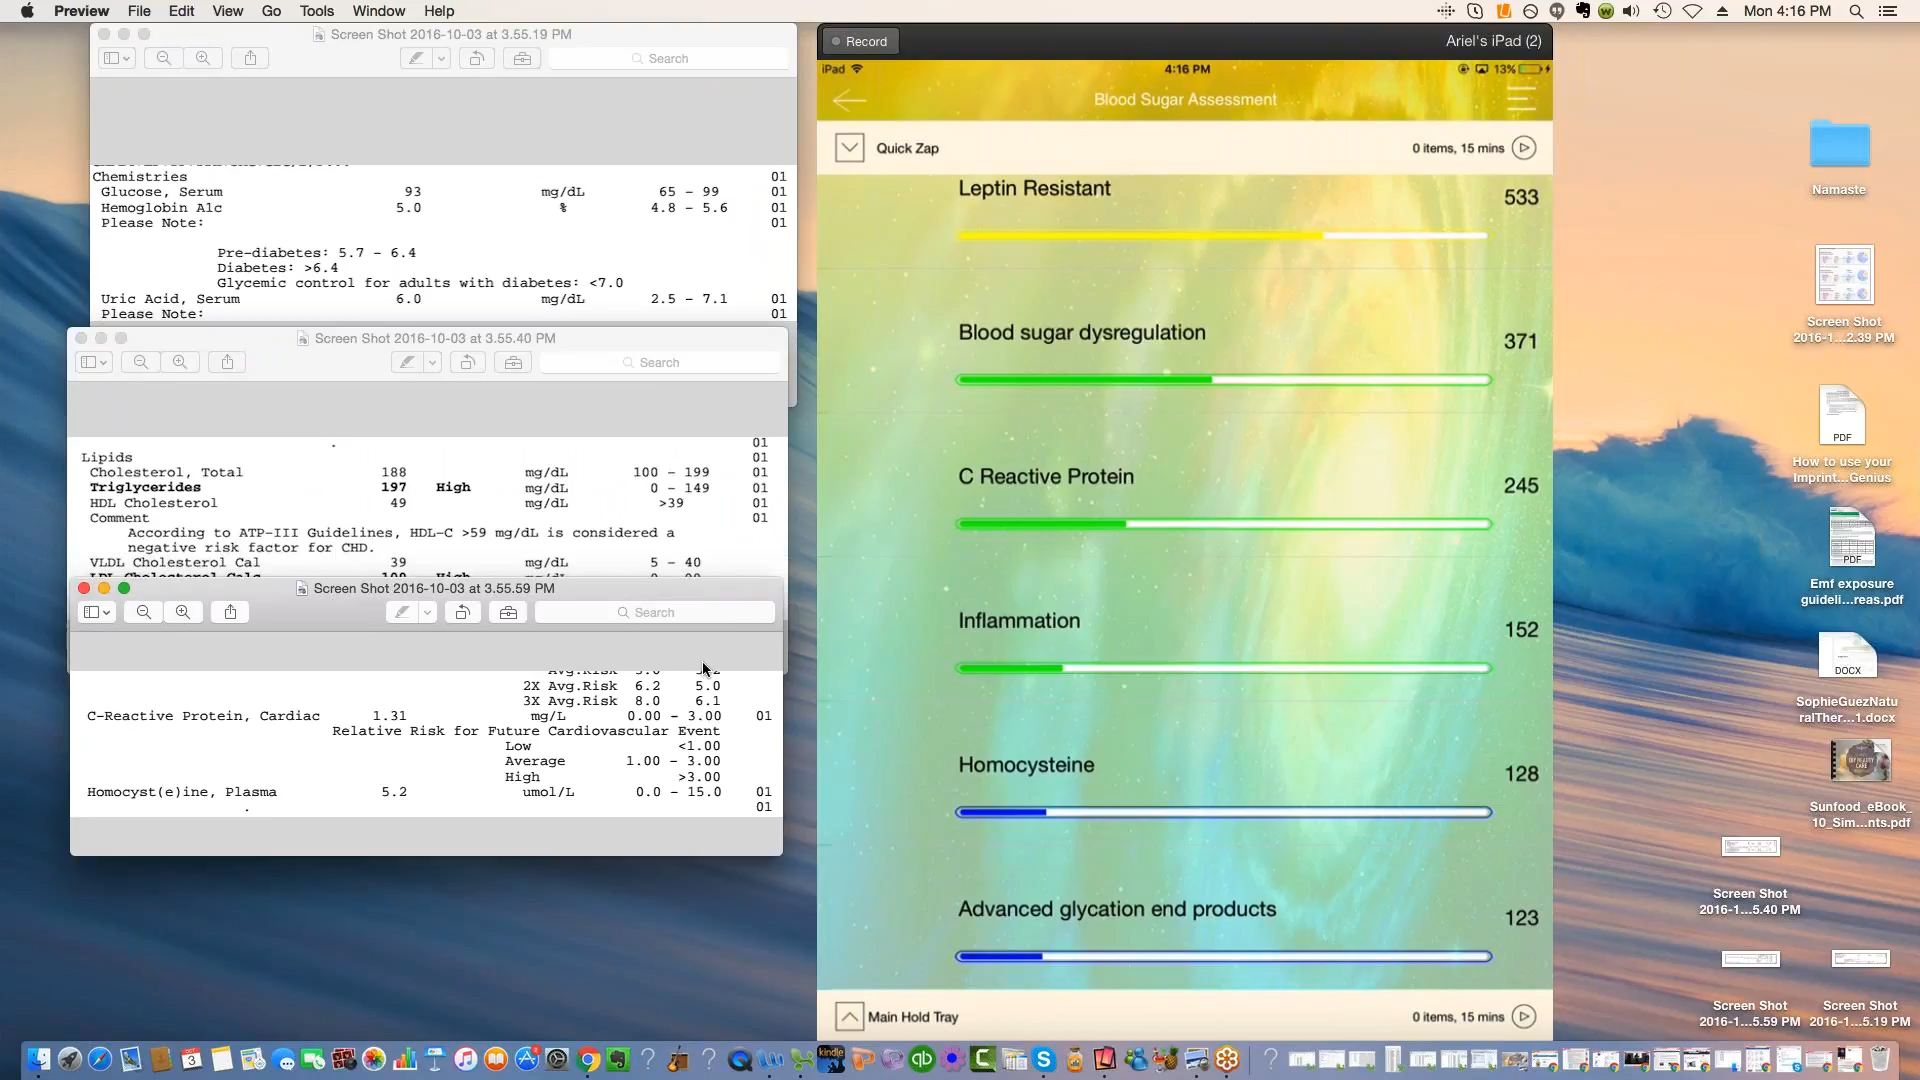 Preview File Edit View Go Tools Window Help
Mon 4:16 PM
Screen Shot 2016-10-03 at 3.55.19 PM
Search
Chemistries 01
Glucose, Serum 93 mg/dL 65 - 99 01
Hemoglobin A1c 5.0 % 4.8 - 5.6 01
Please Note: 01
Pre-diabetes: 5.7 - 6.4
Diabetes: >6.4
Glycemic control for adults with diabetes: <7.0
Uric Acid, Serum 6.0 mg/dL 2.5 - 7.1 01
Please Note: 01
Screen Shot 2016-10-03 at 3.55.40 PM
Search
. 01
Lipids 01
Cholesterol, Total 188 mg/dL 100 - 199 01
Triglycerides 197 High mg/dL 0 - 149 01
HDL Cholesterol 49 mg/dL >39 01
Comment 01
According to ATP-III Guidelines, HDL-C >59 mg/dL is considered a
negative risk factor for CHD.
VLDL Cholesterol Cal 39 mg/dL 5 - 40 01
Screen Shot 2016-10-03 at 3.55.59 PM
Search
2X Avg.Risk 6.2 5.0
3X Avg.Risk 8.0 6.1
C-Reactive Protein, Cardiac 1.31 mg/L 0.00 - 3.00 01
Relative Risk for Future Cardiovascular Event
Low <1.00
Average 1.00 - 3.00
High >3.00
Homocyst(e)ine, Plasma 5.2 umol/L 0.0 - 15.0 01
. 01
Record
Ariel's iPad (2)
iPad 4:16 PM 13%
Blood Sugar Assessment
Quick Zap 0 items, 15 mins
Leptin Resistant 533
Blood sugar dysregulation 371
C Reactive Protein 245
Inflammation 152
Homocysteine 128
Advanced glycation end products 123
Main Hold Tray 0 items, 15 mins
Namaste
Screen Shot
2016-1...2.39 PM
PDF
How to use your
Imprint...Genius
PDF
Emf exposure
guideli...reas.pdf
DOCX
SophieGuezNatu
ralTher...1.docx
Sunfood_eBook_
10_Sim...nts.pdf
Screen Shot
2016-1...5.40 PM
Screen Shot
2016-1...5.59 PM
Screen Shot
2016-1...5.19 PM
kindle
qb